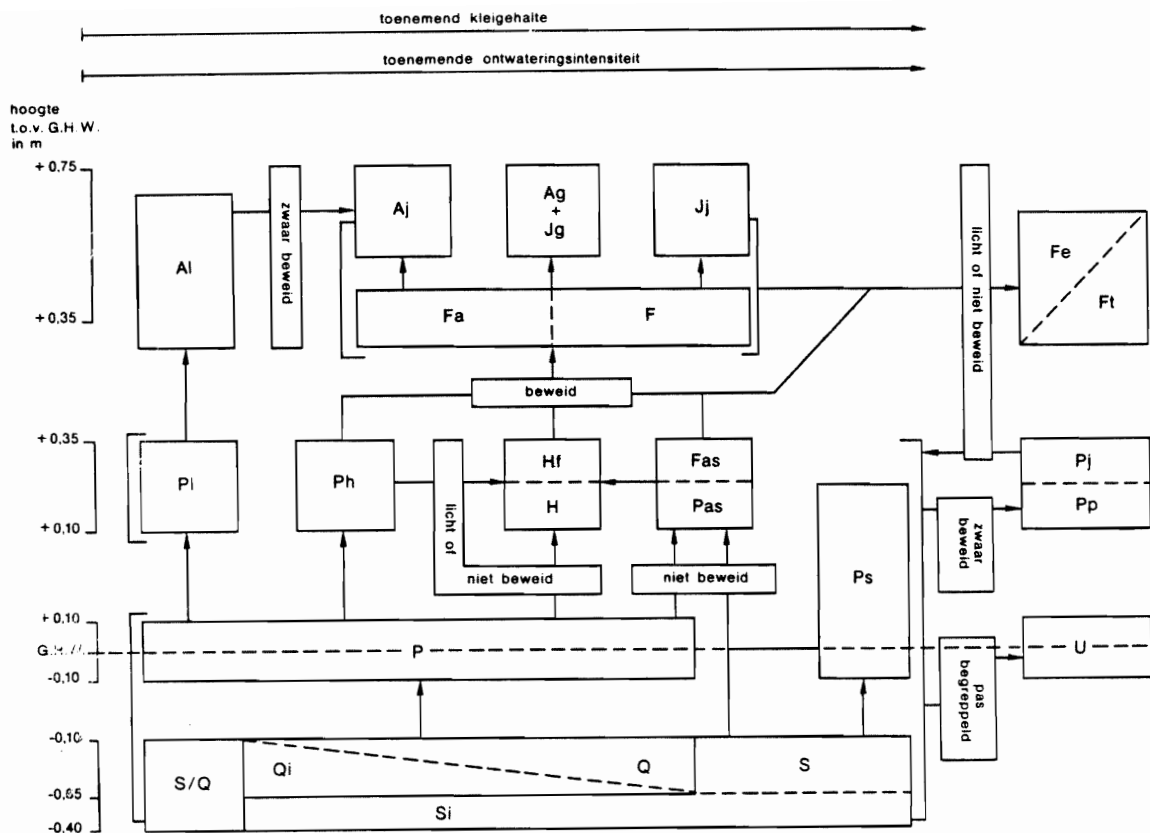 toenemend kleigehalte
toenemende ontwateringsintensiteit
hoogte
t.o.v. G.H.W.
in m
+ 0,75
+ 0,35
Al
zwaar beweid
Aj
Ag
+
Jg
Jj
Fa
F
licht of niet beweid
Fe
Ft
beweid
+ 0,35
+ 0,10
Pl
Ph
licht of
niet beweid
Hf
H
Fas
Pas
niet beweid
Ps
Pj
Pp
zwaar
beweid
+ 0,10
-0,10
P
pas
begreppeld
U
-0,10
-0,65
-0,40
S/Q
Qi
Q
S
Si